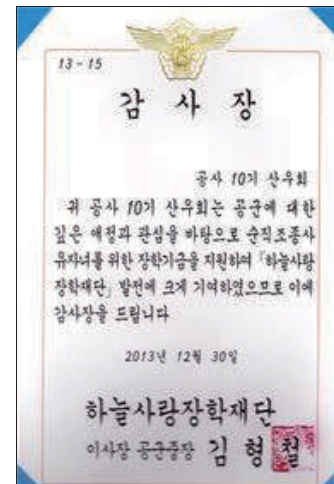 13-15
감 사 장
공사 10기 산우회
귀 공사 10기 산우회는 공군에 대한
깊은 애정과 관심을 바탕으로 순직조종사
유자녀를 위한 장학기금을 지원하여 「하늘사랑
장학재단」 발전에 크게 기여하였으므로 이에
감사장을 드립니다
2013년 12월 30일
하늘사랑장학재단
이사장 공군중장 김 형 철